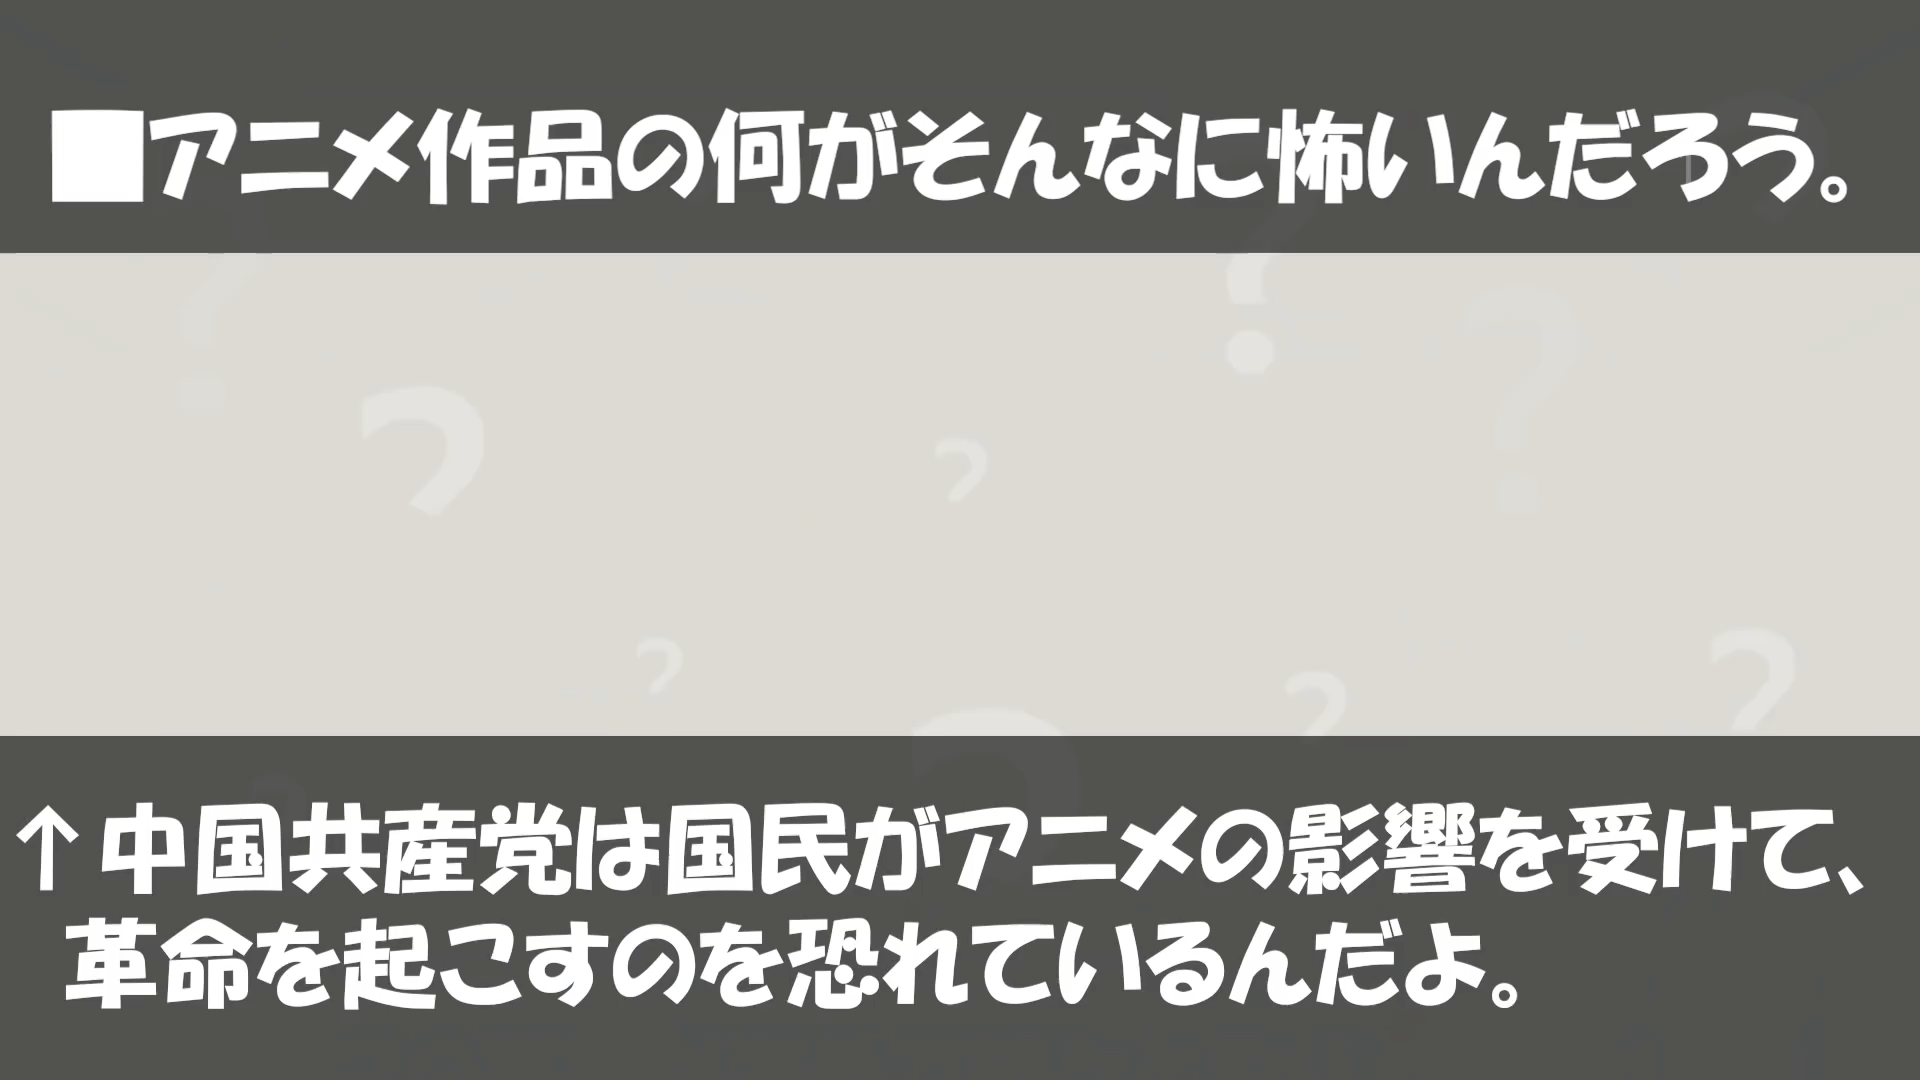 ■アニメ作品の何がそんなに怖いんだろう。
↑中国共産党は国民がアニメの影響を受けて、
革命を起こすのを恐れているんだよ。